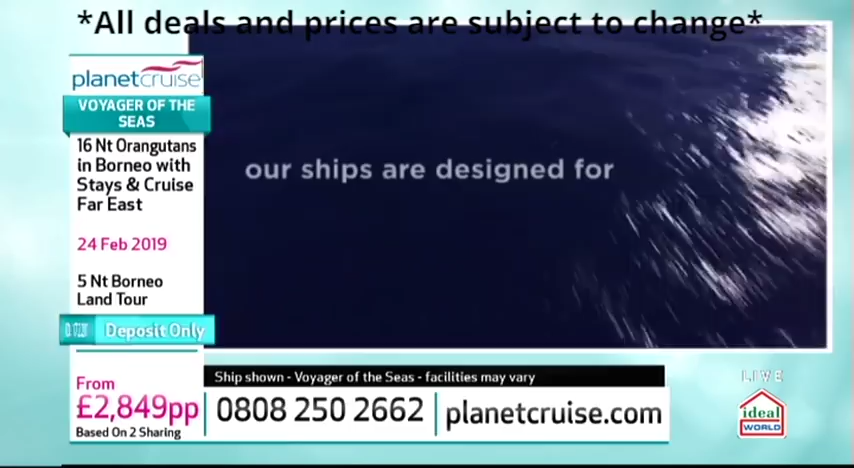 *All deals and prices are subject to change*
planetcruise
VOYAGER OF THE
SEAS
16 Nt Orangutans
in Borneo with
Stays & Cruise
Far East
24 Feb 2019
5 Nt Borneo
Land Tour
Deposit Only
From
£2,849pp
Based On 2 Sharing
our ships are designed for
Ship shown - Voyager of the Seas - facilities may vary
0808 250 2662
planetcruise.com
LIVE
ideal
WORLD